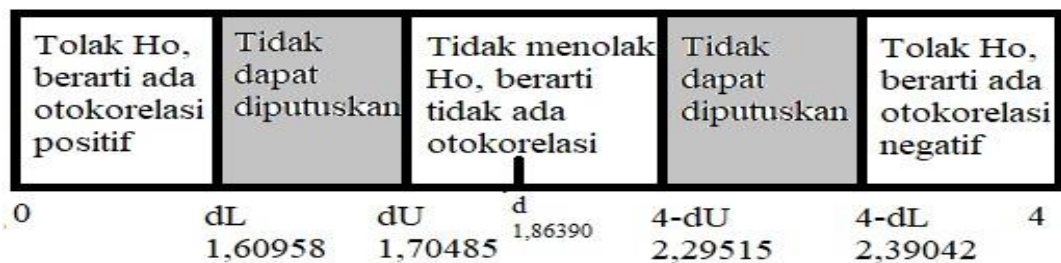 Tolak Ho,
berarti ada
otokorelasi
positif
Tidak
dapat
diputuskan
Tidak menolak
Ho, berarti
tidak ada
otokorelasi
Tidak
dapat
diputuskan
Tolak Ho,
berarti ada
otokorelasi
negatif
0
dL
1,60958
dU
1,70485
d
1,86390
4-dU
2,29515
4-dL
2,39042
4